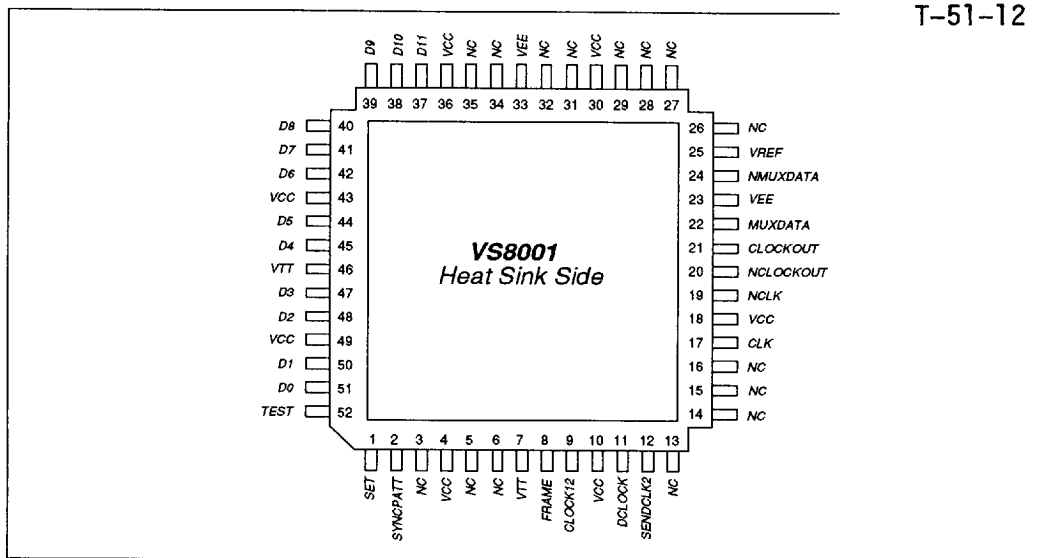 T-51-12
D9 D10 D11 VCC NC NC VEE NC NC VCC NC NC NC
39 38 37 36 35 34 33 32 31 30 29 28 27
D8 40
D7 41
D6 42
VCC 43
D5 44
D4 45
VTT 46
D3 47
D2 48
VCC 49
D1 50
D0 51
TEST 52
VS8001
Heat Sink Side
26 NC
25 VREF
24 NMUXDATA
23 VEE
22 MUXDATA
21 CLOCKOUT
20 NCLOCKOUT
19 NCLK
18 VCC
17 CLK
16 NC
15 NC
14 NC
1 2 3 4 5 6 7 8 9 10 11 12 13
SET SYNCPATT NC VCC NC NC VTT FRAME CLOCK12 VCC DCLOCK SENDCLK2 NC